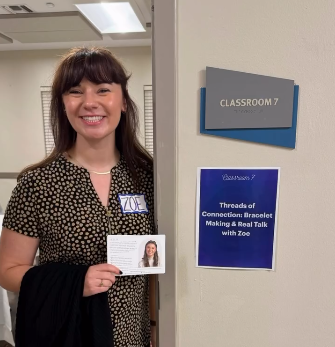 CLASSROOM 7
Classroom 7
Threads of
Connection: Bracelet
Making & Real Talk
with Zoe
ZOE